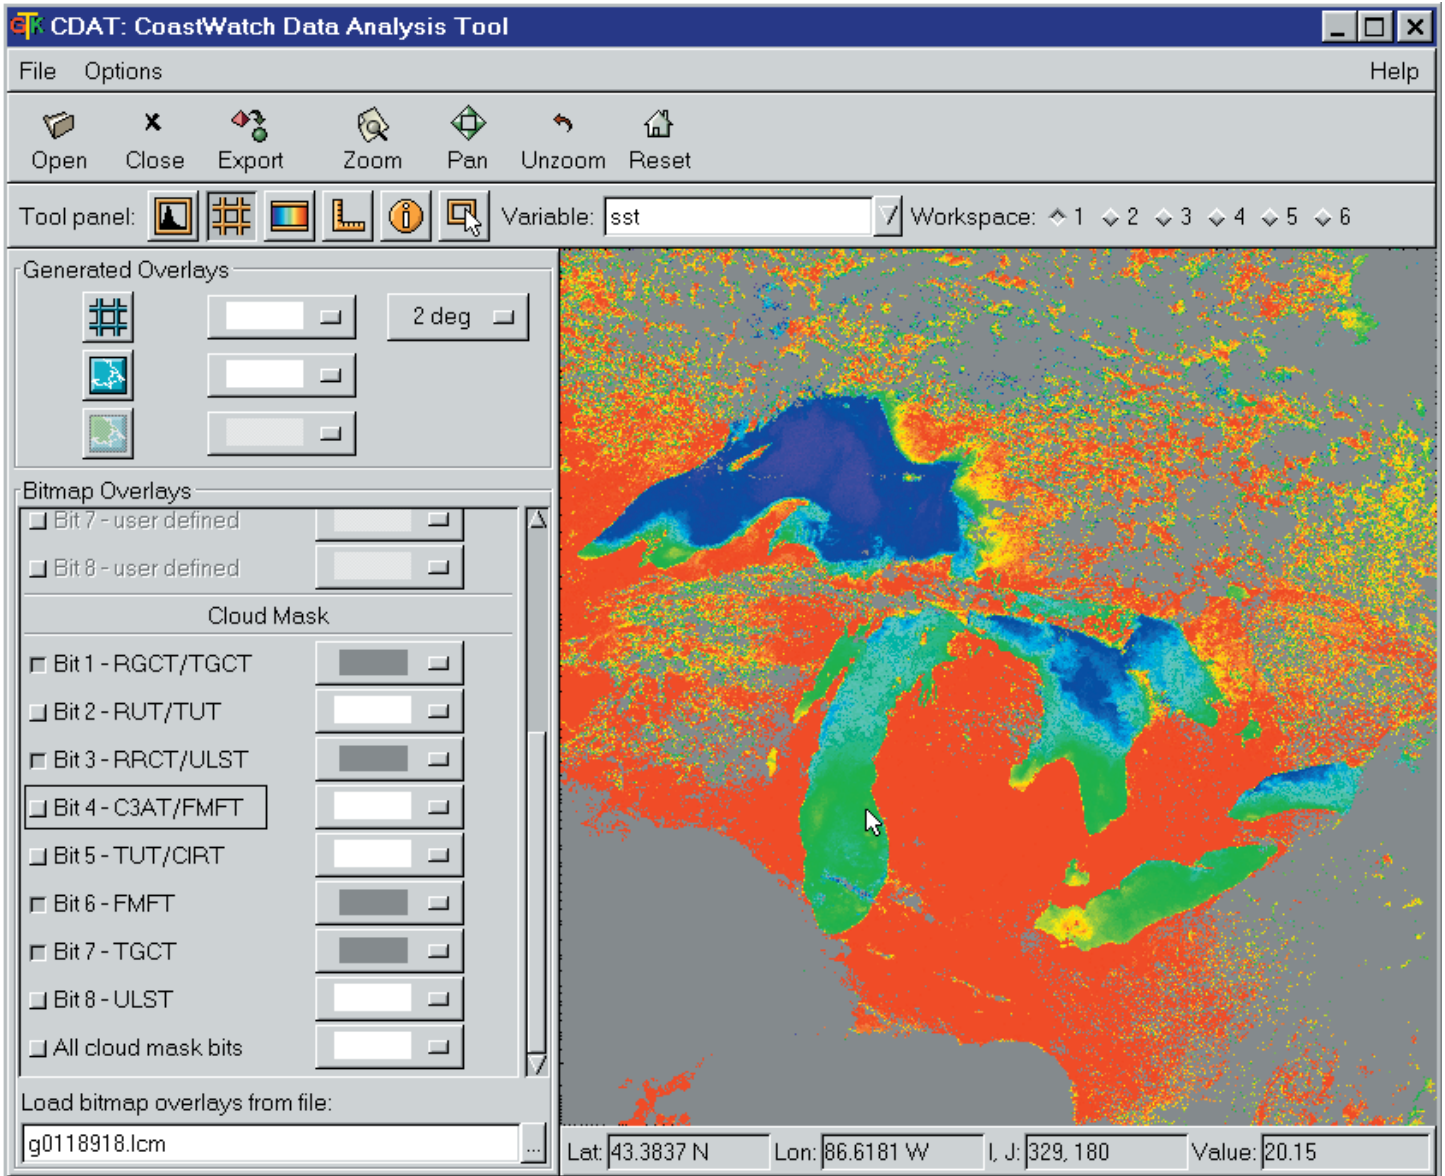 GTK CDAT: CoastWatch Data Analysis Tool
File Options Help
Open Close Export Zoom Pan Unzoom Reset
Tool panel: Variable: sst Workspace: 1 2 3 4 5 6
Generated Overlays
2 deg
Bitmap Overlays
Bit 7 - user defined
Bit 8 - user defined
Cloud Mask
Bit 1 - RGCT/TGCT
Bit 2 - RUT/TUT
Bit 3 - RRCT/ULST
Bit 4 - C3AT/FMFT
Bit 5 - TUT/CIRT
Bit 6 - FMFT
Bit 7 - TGCT
Bit 8 - ULST
All cloud mask bits
Load bitmap overlays from file:
g0118918.lcm ...
Lat: 43.3837 N Lon: 86.6181 W I, J: 329, 180 Value: 20.15